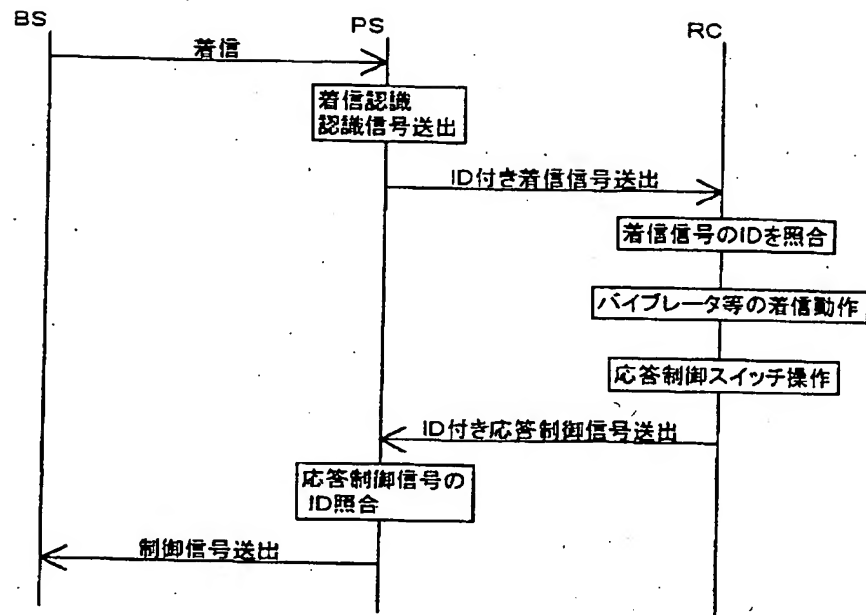 BS
PS
RC
着信
着信認識
認識信号送出
ID付き着信信号送出
着信信号のIDを照合
バイブレータ等の着信動作
応答制御スイッチ操作
ID付き応答制御信号送出
応答制御信号の
ID照合
制御信号送出